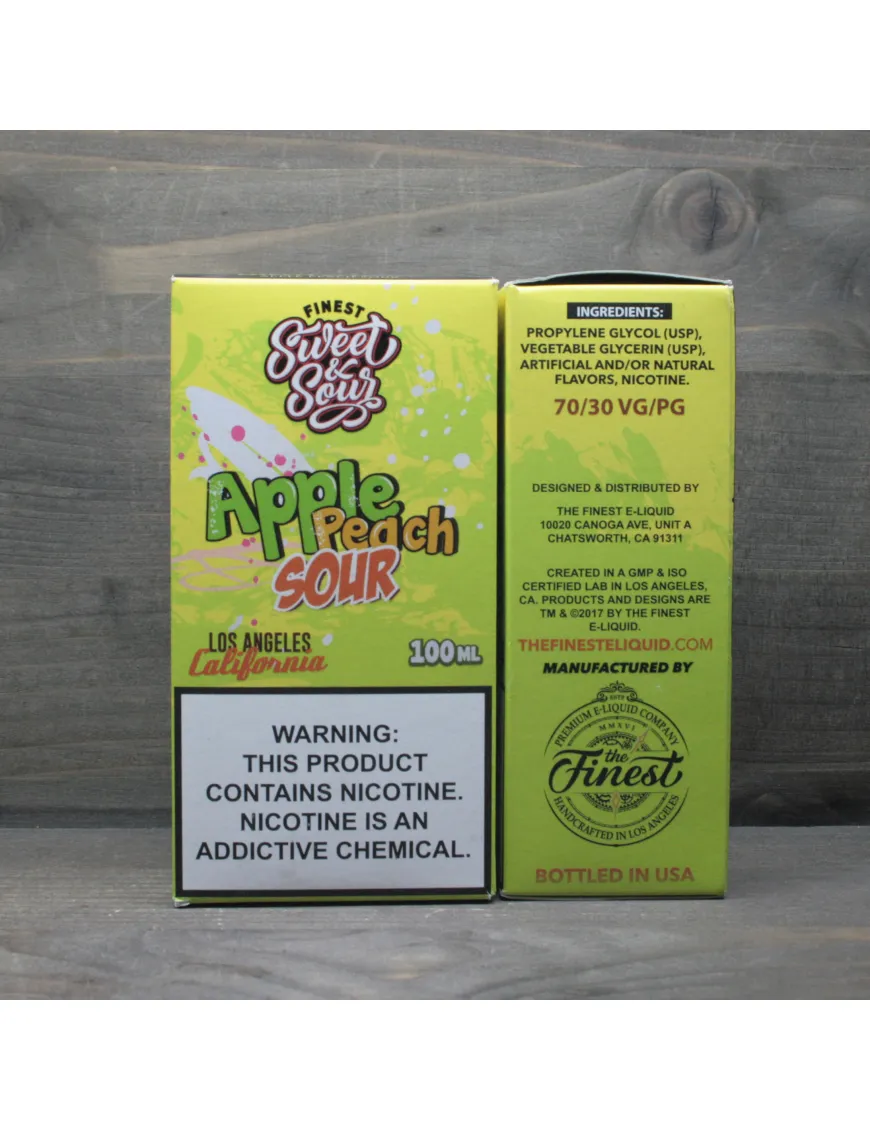 FINEST
Sweet
&
Sour
Apple
Peach
SOUR
LOS ANGELES
California
100 ML
WARNING:
THIS PRODUCT
CONTAINS NICOTINE.
NICOTINE IS AN
ADDICTIVE CHEMICAL.
INGREDIENTS:
PROPYLENE GLYCOL (USP),
VEGETABLE GLYCERIN (USP),
ARTIFICIAL AND/OR NATURAL
FLAVORS, NICOTINE.
70/30 VG/PG
DESIGNED & DISTRIBUTED BY
THE FINEST E-LIQUID
10020 CANOGA AVE, UNIT A
CHATSWORTH, CA 91311
CREATED IN A GMP & ISO
CERTIFIED LAB IN LOS ANGELES,
CA. PRODUCTS AND DESIGNS ARE
TM & ©2017 BY THE FINEST
E-LIQUID.
THEFINESTELIQUID.COM
MANUFACTURED BY
ESTD
PREMIUM E-LIQUID COMPANY
MMXVI
the
Finest
HANDCRAFTED IN LOS ANGELES
BOTTLED IN USA